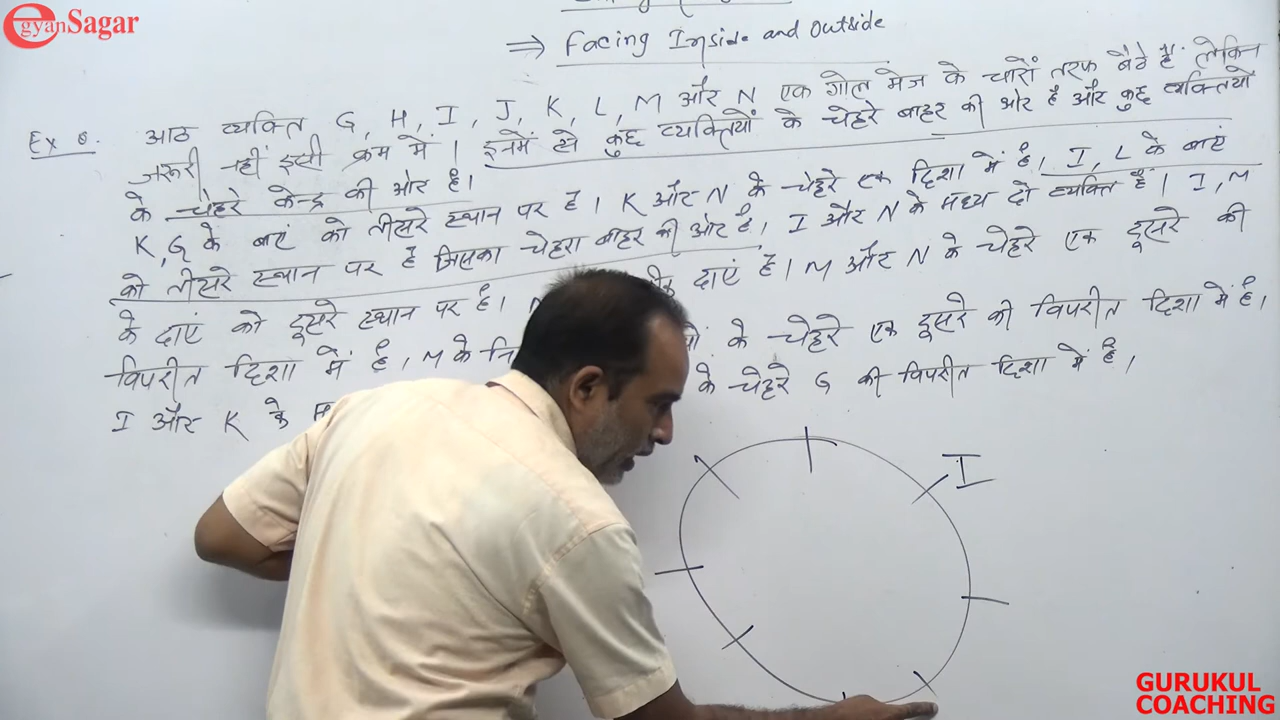 egyanSagar
⇒ Facing Inside and Outside
Ex 8. आठ व्यक्ति G, H, I, J, K, L, M और N एक गोल मेज के चारों तरफ बैठे हैं। लेकिन
जरूरी नहीं इसी क्रम में। इनमें से कुछ व्यक्तियों के चेहरे बाहर की ओर है और कुछ व्यक्तियों
के चेहरे केन्द्र की ओर है। K और N के चेहरे एक दिशा में है। I, L के बाएं
को तीसरे स्थान पर है जिसका चेहरा बाहर की ओर है।
K, G के बाएं को तीसरे स्थान पर है। I और N के मध्य दो व्यक्ति हैं। I, M
के दाएं को दूसरे स्थान पर है। दाएं है। M और N के चेहरे एक दूसरे की
विपरीत दिशा में है। M के के चेहरे एक दूसरे की विपरीत दिशा में है।
I और K के के चेहरे G की विपरीत दिशा में है।
I
GURUKUL
COACHING